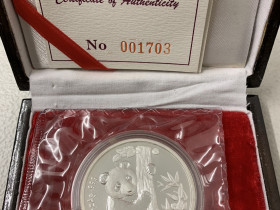 Certificate of Authenticity
No 001703